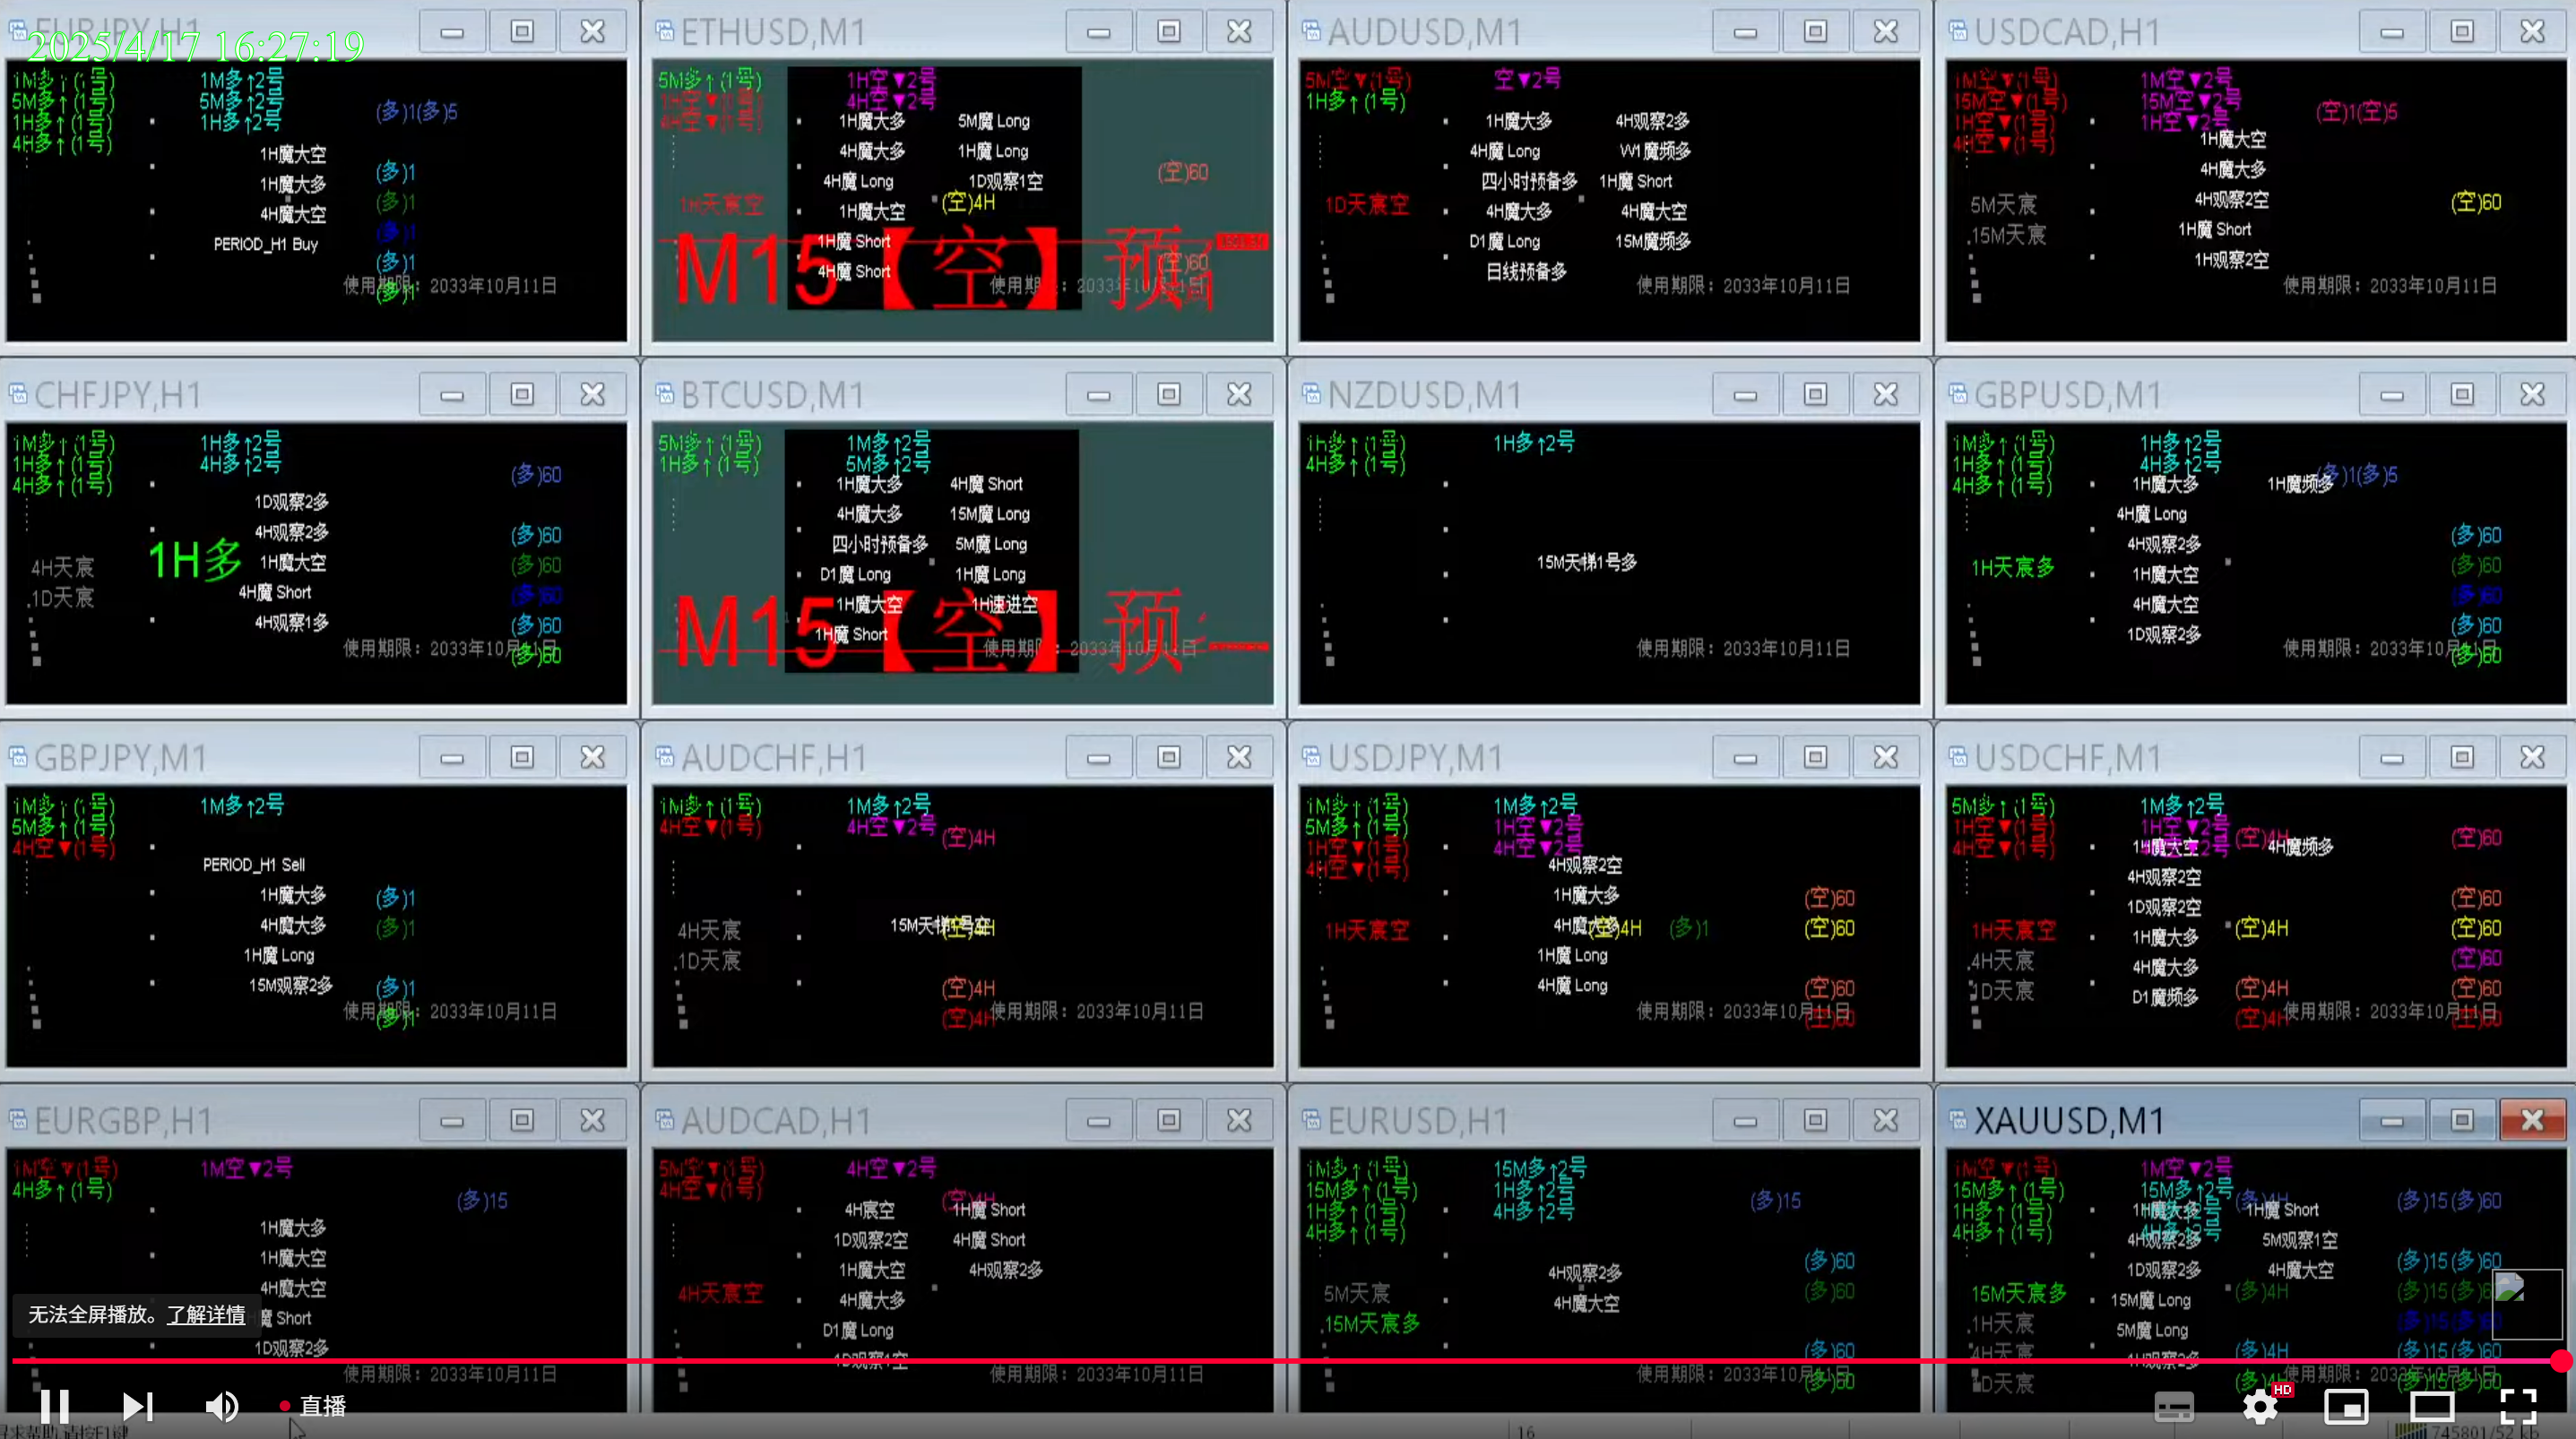 EURJPY,H1
2025/4/17 16:27:19
1M多↑(1号)
5M多↑(1号)
1H多↑(1号)
4H多↑(1号)
1M多↑2号
5M多↑2号
1H多↑2号
(多)1(多)5
1H魔大空
1H魔大多
4H魔大空
PERIOD_H1 Buy
(多)1
(多)1
(多)1
(多)1
(多)1
使用期限：2033年10月11日
ETHUSD,M1
5M多↑(1号)
1H空▼(1号)
4H空▼(1号)
1H空▼2号
4H空▼2号
1H魔大多
4H魔大多
4H魔 Long
1H魔大空
1H魔 Short
4H魔 Short
5M魔 Long
1H魔 Long
1D观察1空
(空)4H
(空)60
(空)60
1H天宸空
M15【空】预
AUDUSD,M1
5M空▼(1号)
1H多↑(1号)
空▼2号
1H魔大多
4H魔 Long
四小时预备多
4H魔大多
D1魔 Long
日线预备多
4H观察2多
W1魔频多
1H魔 Short
4H魔大空
15M魔频多
1D天宸空
使用期限：2033年10月11日
USDCAD,H1
1M空▼(1号)
15M空▼(1号)
1H空▼(1号)
4H空▼(1号)
1M空▼2号
15M空▼2号
1H空▼2号
(空)1(空)5
1H魔大空
4H魔大多
4H观察2空
1H魔 Short
1H观察2空
(空)60
5M天宸
15M天宸
使用期限：2033年10月11日
CHFJPY,H1
1M多↑(1号)
1H多↑(1号)
4H多↑(1号)
1H多↑2号
4H多↑2号
(多)60
1D观察2多
4H观察2多
1H魔大空
4H魔 Short
4H观察1多
1H多
4H天宸
1D天宸
(多)60
(多)60
(多)60
(多)60
(多)60
使用期限：2033年10月11日
BTCUSD,M1
5M多↑(1号)
1H多↑(1号)
1M多↑2号
5M多↑2号
1H魔大多
4H魔大多
四小时预备多
D1魔 Long
1H魔大空
1H魔 Short
4H魔 Short
15M魔 Long
5M魔 Long
1H魔 Long
1H速进空
M15【空】预
NZDUSD,M1
1H多↑(1号)
4H多↑(1号)
1H多↑2号
15M天梯1号多
使用期限：2033年10月11日
GBPUSD,M1
1M多↑(1号)
1H多↑(1号)
4H多↑(1号)
1H多↑2号
4H多↑2号
(多)1(多)5
1H魔大多
4H魔 Long
4H观察2多
1H魔大空
4H魔大空
1D观察2多
1H魔频多
1H天宸多
(多)60
(多)60
(多)60
(多)60
(多)60
使用期限：2033年10月11日
GBPJPY,M1
1M多↑(1号)
5M多↑(1号)
4H空▼(1号)
1M多↑2号
PERIOD_H1 Sell
1H魔大多
4H魔大多
1H魔 Long
15M观察2多
(多)1
(多)1
(多)1
(多)1
使用期限：2033年10月11日
AUDCHF,H1
1M多↑(1号)
4H空▼(1号)
1M多↑2号
4H空▼2号
(空)4H
(空)4H
(空)4H
(空)4H
4H天宸
1D天宸
使用期限：2033年10月11日
USDJPY,M1
1M多↑(1号)
5M多↑(1号)
1H空▼(1号)
4H空▼(1号)
1M多↑2号
1H空▼2号
4H空▼2号
4H观察2空
1H魔大多
4H魔大多
1H魔 Long
4H魔 Long
(空)4H
(多)1
(空)60
(空)60
(空)60
(空)60
1H天宸空
使用期限：2033年10月11日
USDCHF,M1
5M多↑(1号)
1H空▼(1号)
4H空▼(1号)
1M多↑2号
1H空▼2号
4H空▼2号
1H魔大空
4H观察2空
1D观察2空
1H魔大多
4H魔大多
D1魔频多
(空)4H
4H魔频多
(空)4H
(空)4H
(空)4H
(空)60
(空)60
(空)60
(空)60
(空)60
(空)60
1H天宸空
4H天宸
1D天宸
使用期限：2033年10月11日
EURGBP,H1
1M空▼(1号)
4H多↑(1号)
1M空▼2号
(多)15
1H魔大多
1H魔大空
4H魔大空
魔 Short
1D观察2多
使用期限：2033年10月11日
AUDCAD,H1
5M空▼(1号)
4H空▼(1号)
4H空▼2号
(空)4H
4H宸空
1D观察2空
1H魔大空
4H魔大多
D1魔 Long
1D观察1空
1H魔 Short
4H魔 Short
4H观察2多
4H天宸空
使用期限：2033年10月11日
EURUSD,H1
1M多↑(1号)
15M多↑(1号)
1H多↑(1号)
4H多↑(1号)
15M多↑2号
1H多↑2号
4H多↑2号
(多)15
4H观察2多
4H魔大空
(多)60
(多)60
(多)60
(多)60
5M天宸
15M天宸多
使用期限：2033年10月11日
XAUUSD,M1
1M空▼(1号)
15M多↑(1号)
1H多↑(1号)
4H多↑(1号)
1M空▼2号
15M多↑2号
4H多↑2号
1H魔大多
4H观察2多
1D观察2多
15M魔 Long
5M魔 Long
1H魔 Short
5M观察1空
4H魔大空
(多)4H
(多)4H
(多)4H
(多)15(多)60
(多)15(多)60
(多)15(多)60
15M天宸多
1H天宸
4H天宸
1D天宸
使用期限：2033年10月11日
无法全屏播放。了解详情
直播
HD
16
745801/52 kb